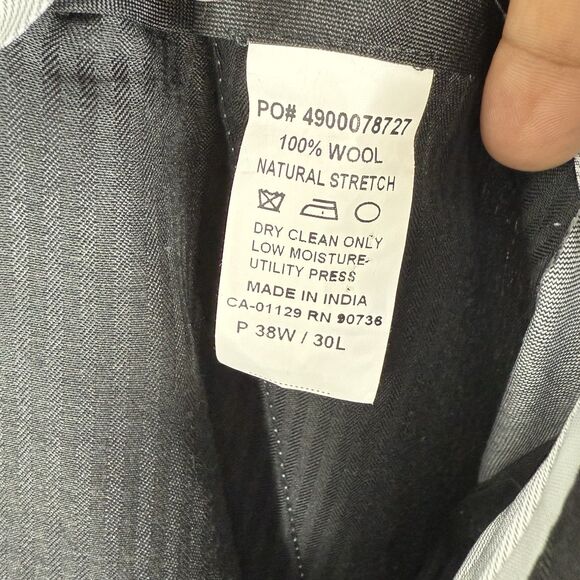 PO# 4900078727
100% WOOL
NATURAL STRETCH
DRY CLEAN ONLY
LOW MOISTURE-
UTILITY PRESS
MADE IN INDIA
CA-01129 RN 90736
P 38W / 30L